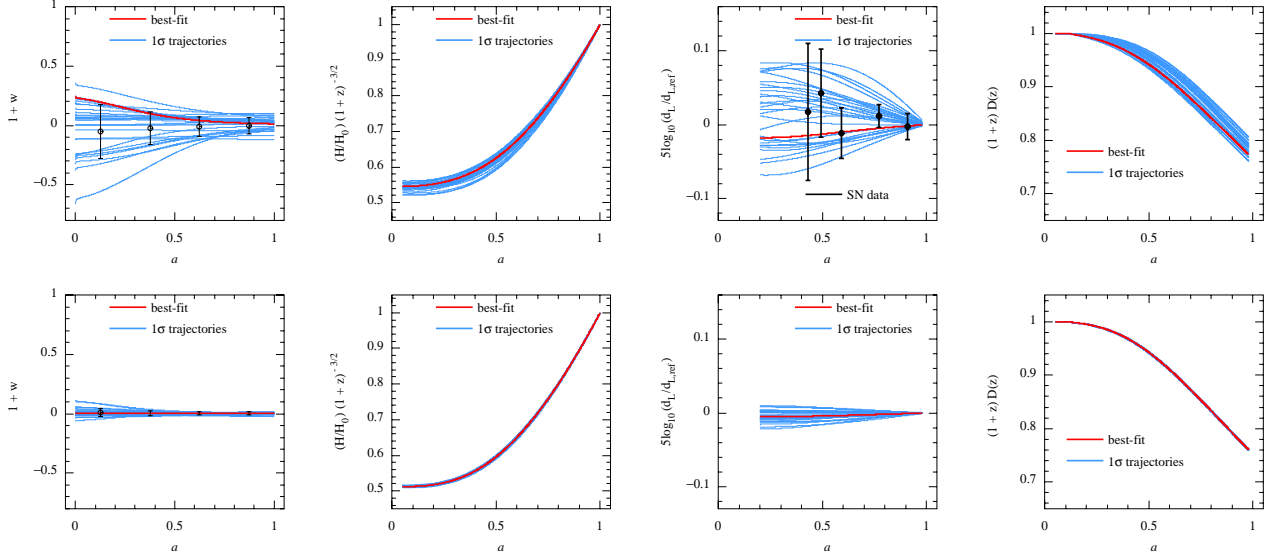 best-fit
1σ trajectories
1 + w
1
0.5
0
−0.5
0
0.5
1
a
best-fit
1σ trajectories
(H/H0) (1 + z)^-3/2
1
0.9
0.8
0.7
0.6
0.5
0
0.5
1
a
best-fit
1σ trajectories
SN data
5log10 (dL/dL,ref)
0.1
0
−0.1
0
0.5
1
a
best-fit
1σ trajectories
(1 + z) D(z)
1
0.9
0.8
0.7
0
0.5
1
a
best-fit
1σ trajectories
1 + w
1
0.5
0
−0.5
0
0.5
1
a
best-fit
1σ trajectories
(H/H0) (1 + z)^-3/2
1
0.9
0.8
0.7
0.6
0.5
0
0.5
1
a
best-fit
1σ trajectories
5log10 (dL/dL,ref)
0.1
0
−0.1
0
0.5
1
a
best-fit
1σ trajectories
(1 + z) D(z)
1
0.9
0.8
0.7
0
0.5
1
a